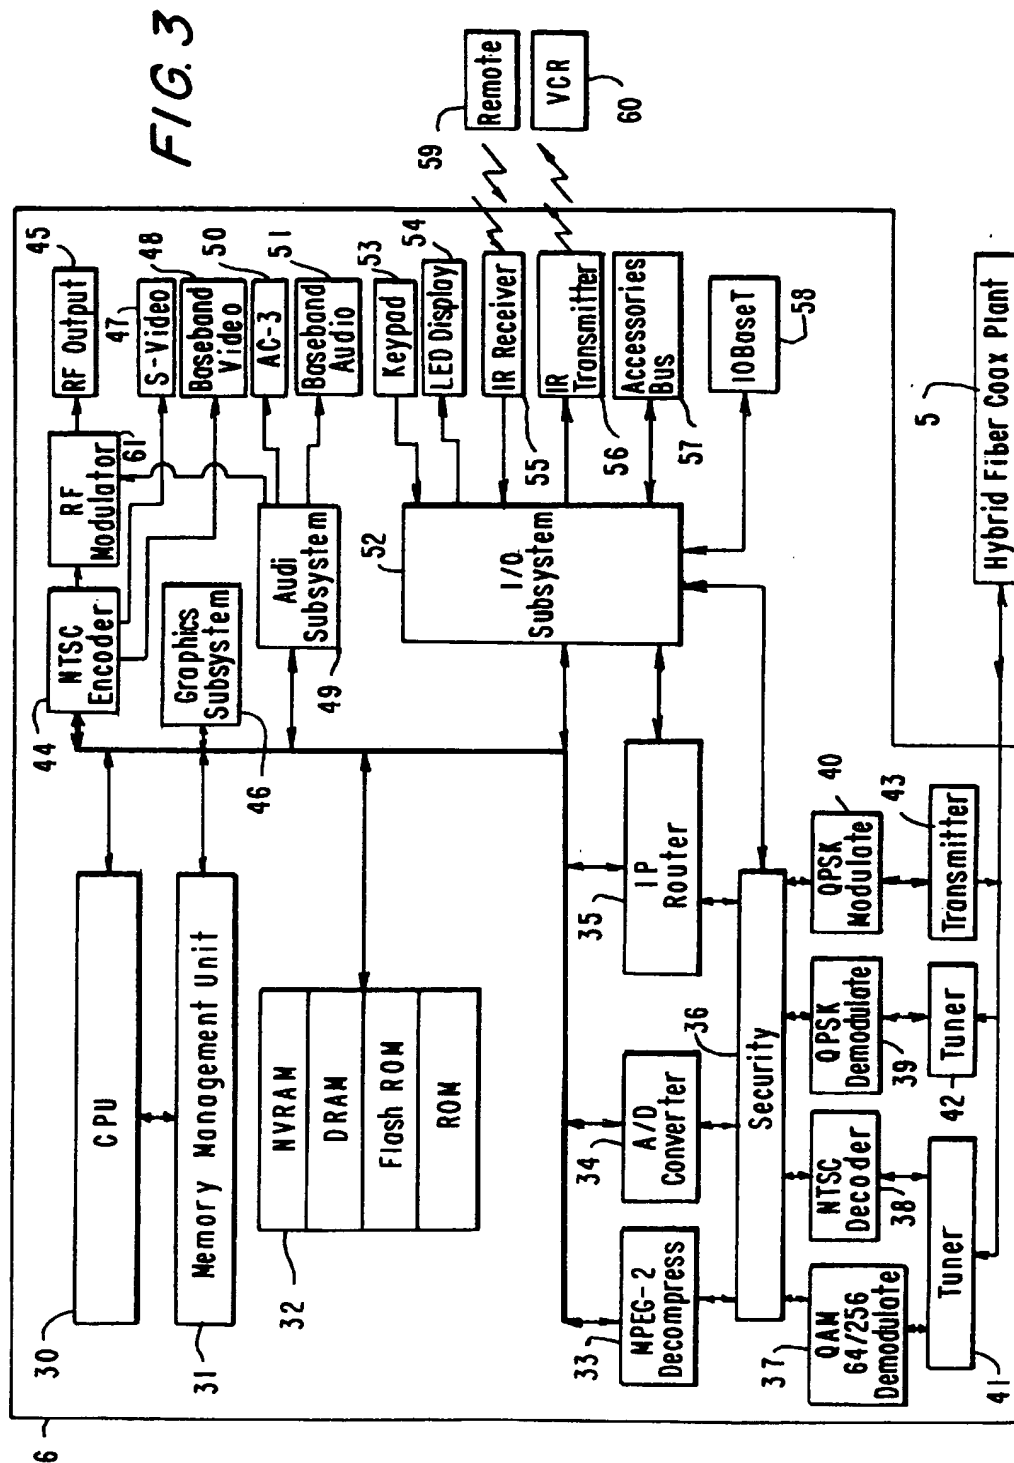 FIG. 3
6
30
CPU
31
Memory Management Unit
32
NVRAM
DRAM
Flash ROM
ROM
44
NTSC
Encoder
RF
Modulator
61
RF Output
45
47
S-Video
Baseband
Video
48
46
Graphics
Subsystem
AC-3
50
49
Audi
Subsystem
Baseband
Audio
51
52
I/O
Subsystem
Keypad
53
LED Display
54
IR Receiver
55
IR
Transmitter
56
Accessories
Bus
57
10BaseT
58
59
Remote
VCR
60
33
MPEG-2
Decompress
34
A/D
Converter
35
IP
Router
36
Security
37
QAM
64/256
Demodulate
NTSC
Decoder
38
QPSK
Demodulate
39
QPSK
Modulate
40
41
Tuner
42
Tuner
43
Transmitter
5
Hybrid Fiber Coax Plant